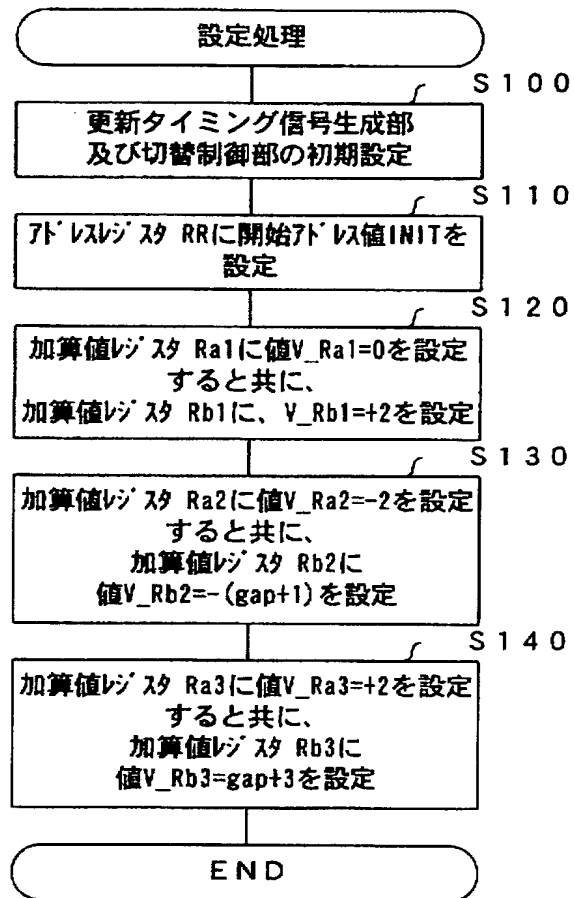 設定処理
S100
更新タイミング信号生成部
及び切替制御部の初期設定
S110
ｱﾄﾞﾚｽﾚｼﾞｽﾀ RRに開始ｱﾄﾞﾚｽ値INITを
設定
S120
加算値ﾚｼﾞｽﾀ Ra1に値V_Ra1=0を設定
すると共に、
加算値ﾚｼﾞｽﾀ Rb1に、V_Rb1=+2を設定
S130
加算値ﾚｼﾞｽﾀ Ra2に値V_Ra2=-2を設定
すると共に、
加算値ﾚｼﾞｽﾀ Rb2に
値V_Rb2=-(gap+1)を設定
S140
加算値ﾚｼﾞｽﾀ Ra3に値V_Ra3=+2を設定
すると共に、
加算値ﾚｼﾞｽﾀ Rb3に
値V_Rb3=gap+3を設定
END